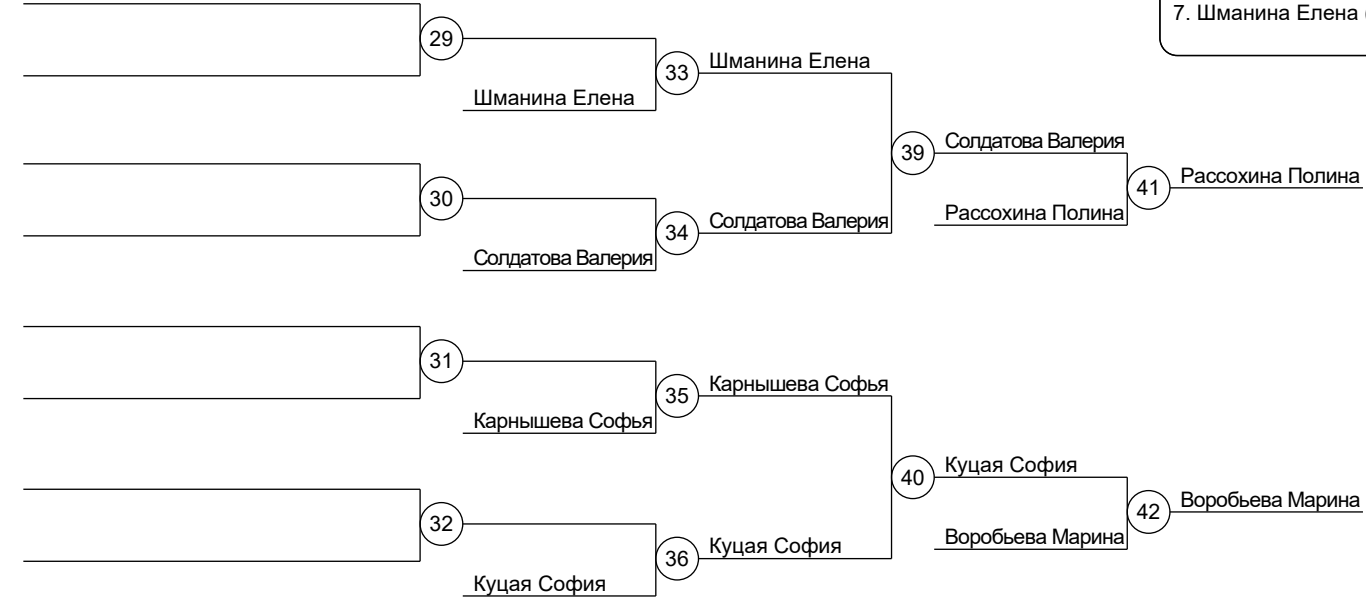 7. Шманина Елена (
29
33
Шманина Елена
Шманина Елена
39
Солдатова Валерия
41
Рассохина Полина
30
34
Солдатова Валерия
Рассохина Полина
Солдатова Валерия
31
35
Карнышева Софья
Карнышева Софья
40
Куцая София
42
Воробьева Марина
32
36
Куцая София
Воробьева Марина
Куцая София